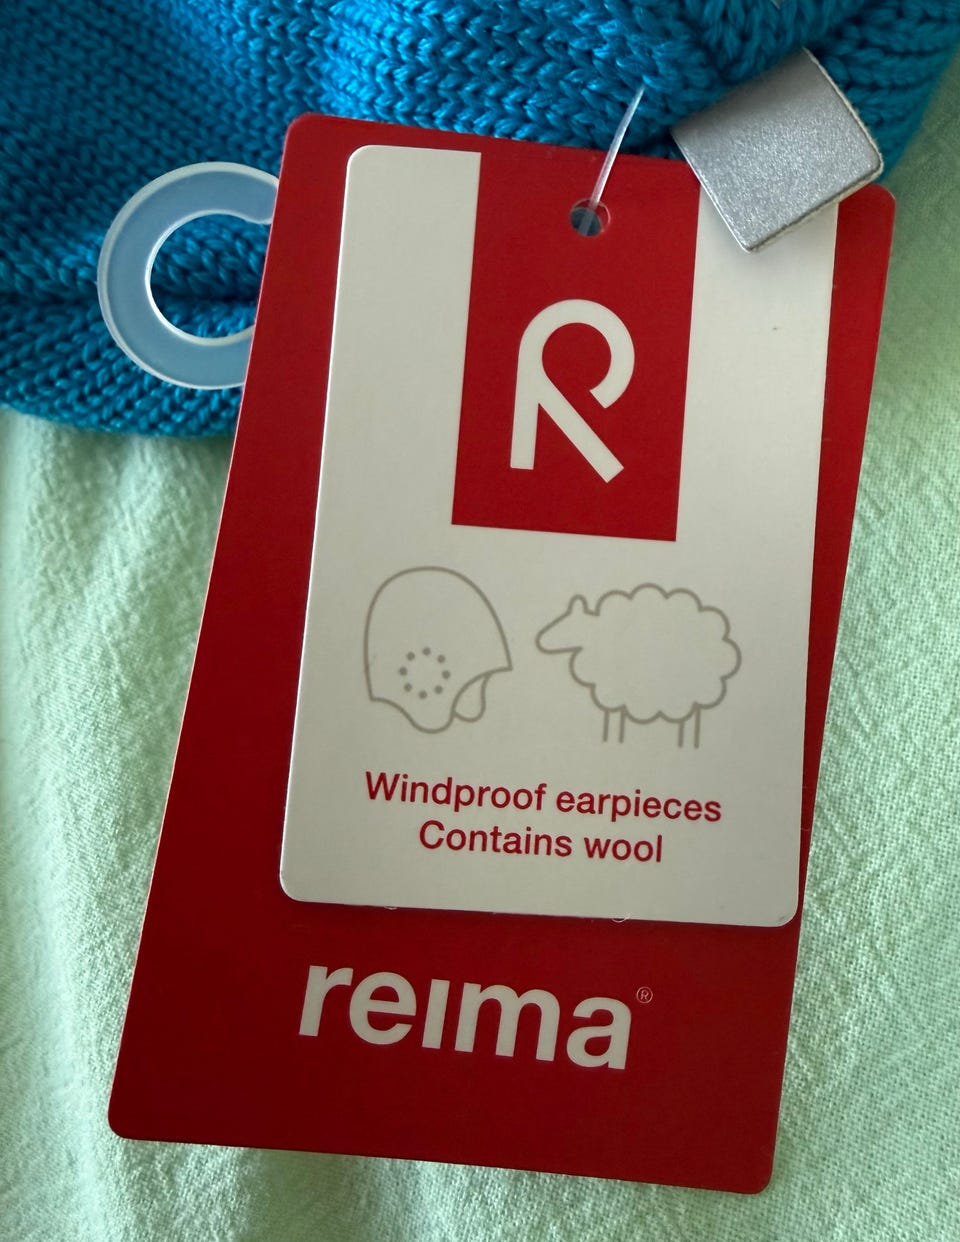 R
Windproof earpieces
Contains wool
reima®